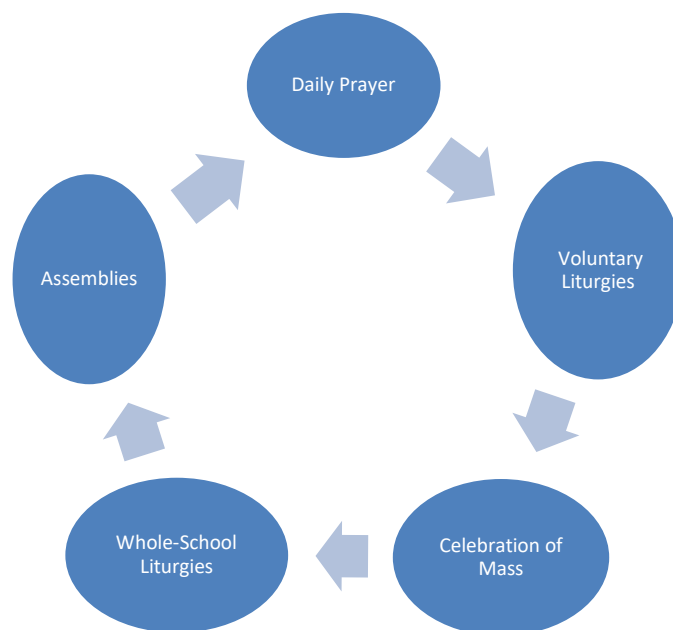 Daily Prayer
Voluntary
Liturgies
Celebration of
Mass
Whole-School
Liturgies
Assemblies